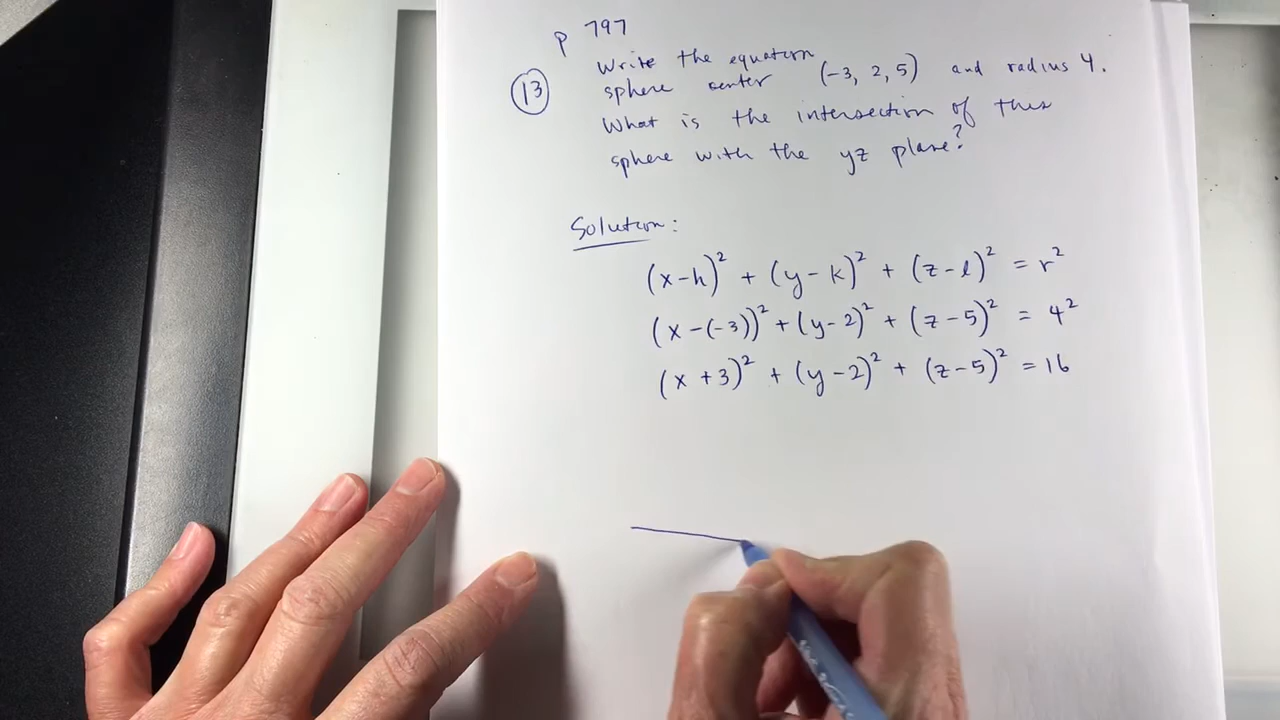 p 797
13 Write the equation
sphere center (-3, 2, 5) and radius 4.
What is the intersection of this
sphere with the yz plane?
Solution:
(x-h)² + (y-k)² + (z-l)² = r²
(x-(-3))² + (y-2)² + (z-5)² = 4²
(x+3)² + (y-2)² + (z-5)² = 16